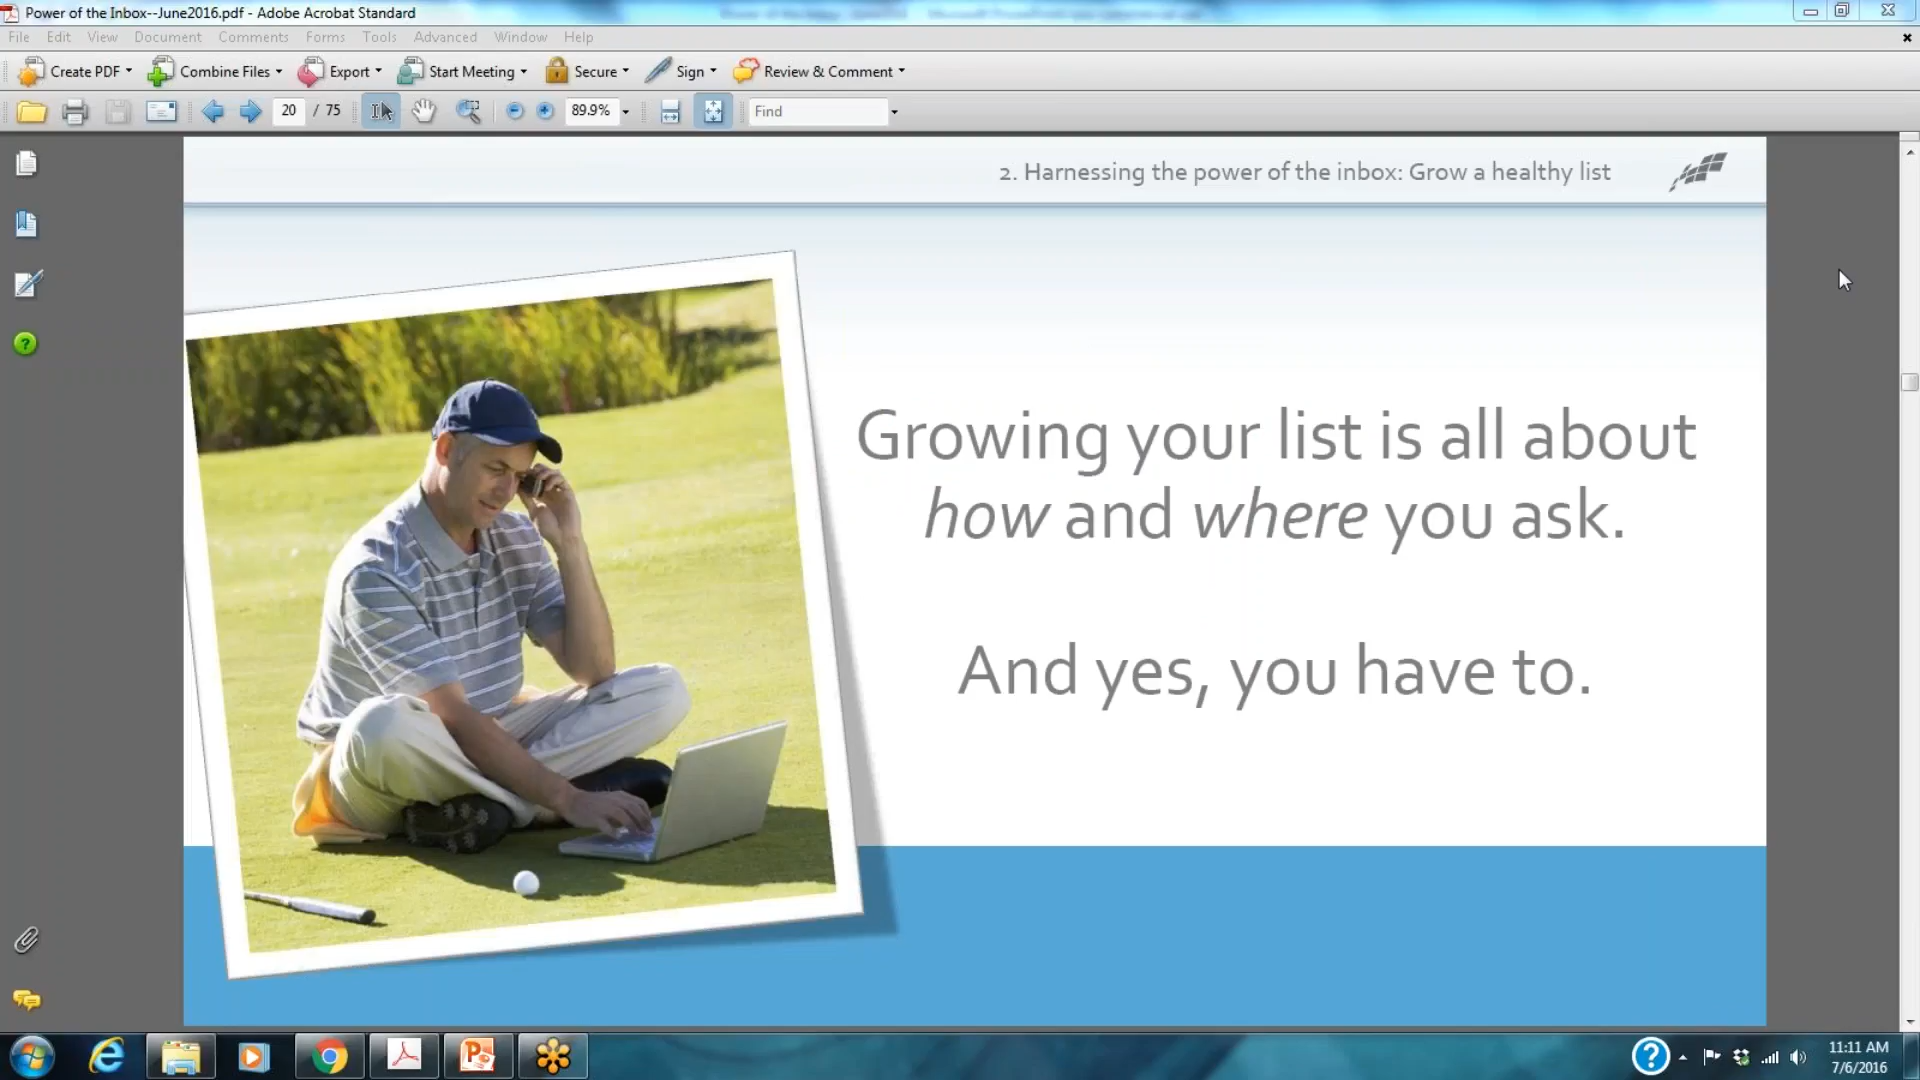 Power of the Inbox--June2016.pdf - Adobe Acrobat Standard
File Edit View Document Comments Forms Tools Advanced Window Help
Create PDF Combine Files Export Start Meeting Secure Sign Review & Comment
20 / 75 89.9% Find
2. Harnessing the power of the inbox: Grow a healthy list
Growing your list is all about
how and where you ask.
And yes, you have to.
11:11 AM
7/6/2016